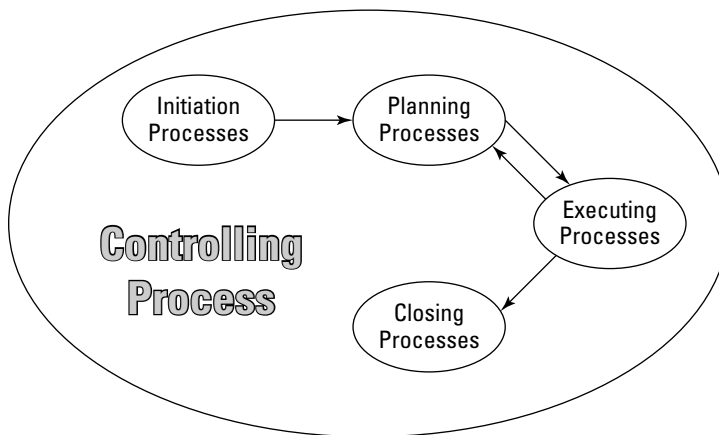 Initiation
Processes
Planning
Processes
Executing
Processes
Controlling
Process
Closing
Processes